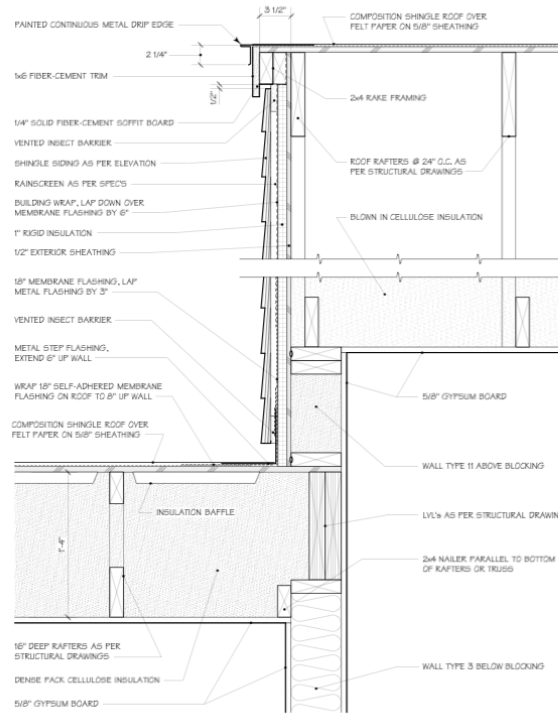 3 1/2"
PAINTED CONTINUOUS METAL DRIP EDGE
COMPOSITION SHINGLE ROOF OVER
FELT PAPER ON 5/8" SHEATHING
2 1/4"
1x6 FIBER-CEMENT TRIM
2x4 RAKE FRAMING
1/2"
1/4" SOLID FIBER-CEMENT SOFFIT BOARD
VENTED INSECT BARRIER
SHINGLE SIDING AS PER ELEVATION
ROOF RAFTERS @ 24" O.C. AS
PER STRUCTURAL DRAWINGS
RAINSCREEN AS PER SPEC'S
BUILDING WRAP, LAP DOWN OVER
MEMBRANE FLASHING BY 6"
BLOWN IN CELLULOSE INSULATION
1" RIGID INSULATION
1/2" EXTERIOR SHEATHING
18" MEMBRANE FLASHING, LAP
METAL FLASHING BY 3"
VENTED INSECT BARRIER
METAL STEP FLASHING,
EXTEND 6" UP WALL
WRAP 18" SELF-ADHERED MEMBRANE
FLASHING ON ROOF TO 8" UP WALL
5/8" GYPSUM BOARD
COMPOSITION SHINGLE ROOF OVER
FELT PAPER ON 5/8" SHEATHING
WALL TYPE 11 ABOVE BLOCKING
INSULATION BAFFLE
LVL's AS PER STRUCTURAL DRAWIN
1'-4"
2x4 NAILER PARALLEL TO BOTTOM
OF RAFTERS OR TRUSS
16" DEEP RAFTERS AS PER
STRUCTURAL DRAWINGS
WALL TYPE 3 BELOW BLOCKING
DENSE PACK CELLULOSE INSULATION
5/8" GYPSUM BOARD